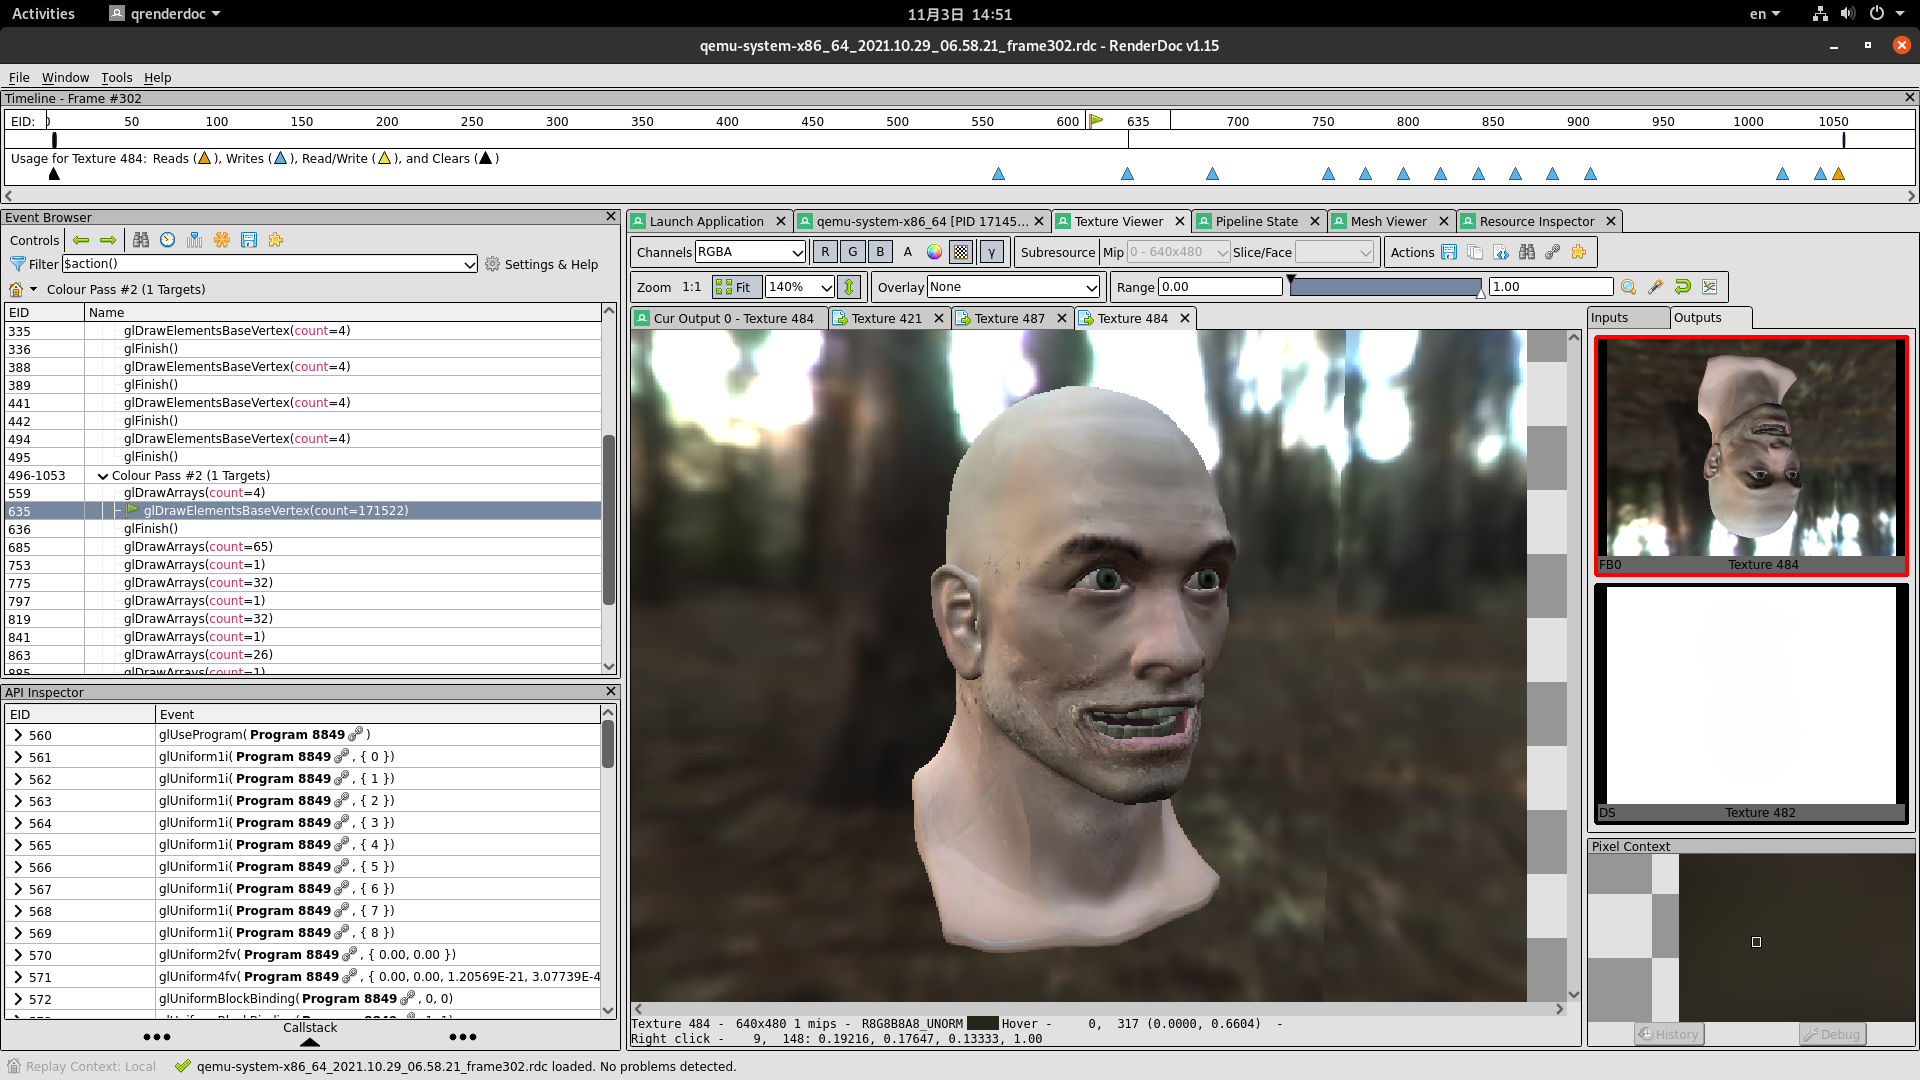 Activities qrenderdoc 11月3日 14:51 en
qemu-system-x86_64_2021.10.29_06.58.21_frame302.rdc - RenderDoc v1.15
File Window Tools Help
Timeline - Frame #302
EID: 50 100 150 200 250 300 350 400 450 500 550 600 635 700 750 800 850 900 950 1000 1050
Usage for Texture 484: Reads ( ), Writes ( ), Read/Write ( ), and Clears ( )
Event Browser
Controls
Filter $action() Settings & Help
Colour Pass #2 (1 Targets)
EID Name
335 glDrawElementsBaseVertex(count=4)
336 glFinish()
388 glDrawElementsBaseVertex(count=4)
389 glFinish()
441 glDrawElementsBaseVertex(count=4)
442 glFinish()
494 glDrawElementsBaseVertex(count=4)
495 glFinish()
496-1053 Colour Pass #2 (1 Targets)
559 glDrawArrays(count=4)
635 glDrawElementsBaseVertex(count=171522)
636 glFinish()
685 glDrawArrays(count=65)
753 glDrawArrays(count=1)
775 glDrawArrays(count=32)
797 glDrawArrays(count=1)
819 glDrawArrays(count=32)
841 glDrawArrays(count=1)
863 glDrawArrays(count=26)
885 glDrawArrays(count=1)
API Inspector
EID Event
560 glUseProgram( Program 8849 )
561 glUniform1i( Program 8849 , { 0 })
562 glUniform1i( Program 8849 , { 1 })
563 glUniform1i( Program 8849 , { 2 })
564 glUniform1i( Program 8849 , { 3 })
565 glUniform1i( Program 8849 , { 4 })
566 glUniform1i( Program 8849 , { 5 })
567 glUniform1i( Program 8849 , { 6 })
568 glUniform1i( Program 8849 , { 7 })
569 glUniform1i( Program 8849 , { 8 })
570 glUniform2fv( Program 8849 , { 0.00, 0.00 })
571 glUniform4fv( Program 8849 , { 0.00, 0.00, 1.20569E-21, 3.07739E-4
572 glUniformBlockBinding( Program 8849 , 0, 0)
Callstack
Launch Application qemu-system-x86_64 [PID 17145... Texture Viewer Pipeline State Mesh Viewer Resource Inspector
Channels RGBA R G B A γ Subresource Mip 0 - 640x480 Slice/Face Actions
Zoom 1:1 Fit 140% Overlay None Range 0.00 1.00
Cur Output 0 - Texture 484 Texture 421 Texture 487 Texture 484
Inputs Outputs
FB0 Texture 484
DS Texture 482
Pixel Context
History Debug
Texture 484 - 640x480 1 mips - R8G8B8A8_UNORM Hover - 0, 317 (0.0000, 0.6604) -
Right click - 9, 148: 0.19216, 0.17647, 0.13333, 1.00
Replay Context: Local qemu-system-x86_64_2021.10.29_06.58.21_frame302.rdc loaded. No problems detected.